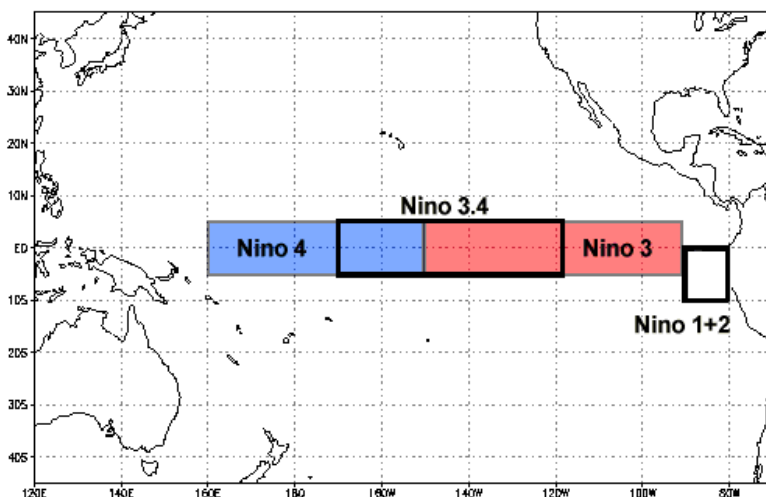 40N
30N
20N
10N
Nino 3.4
EQ
Nino 4
Nino 3
10S
Nino 1+2
20S
30S
40S
120E
140E
160E
180
160W
140W
120W
100W
80W